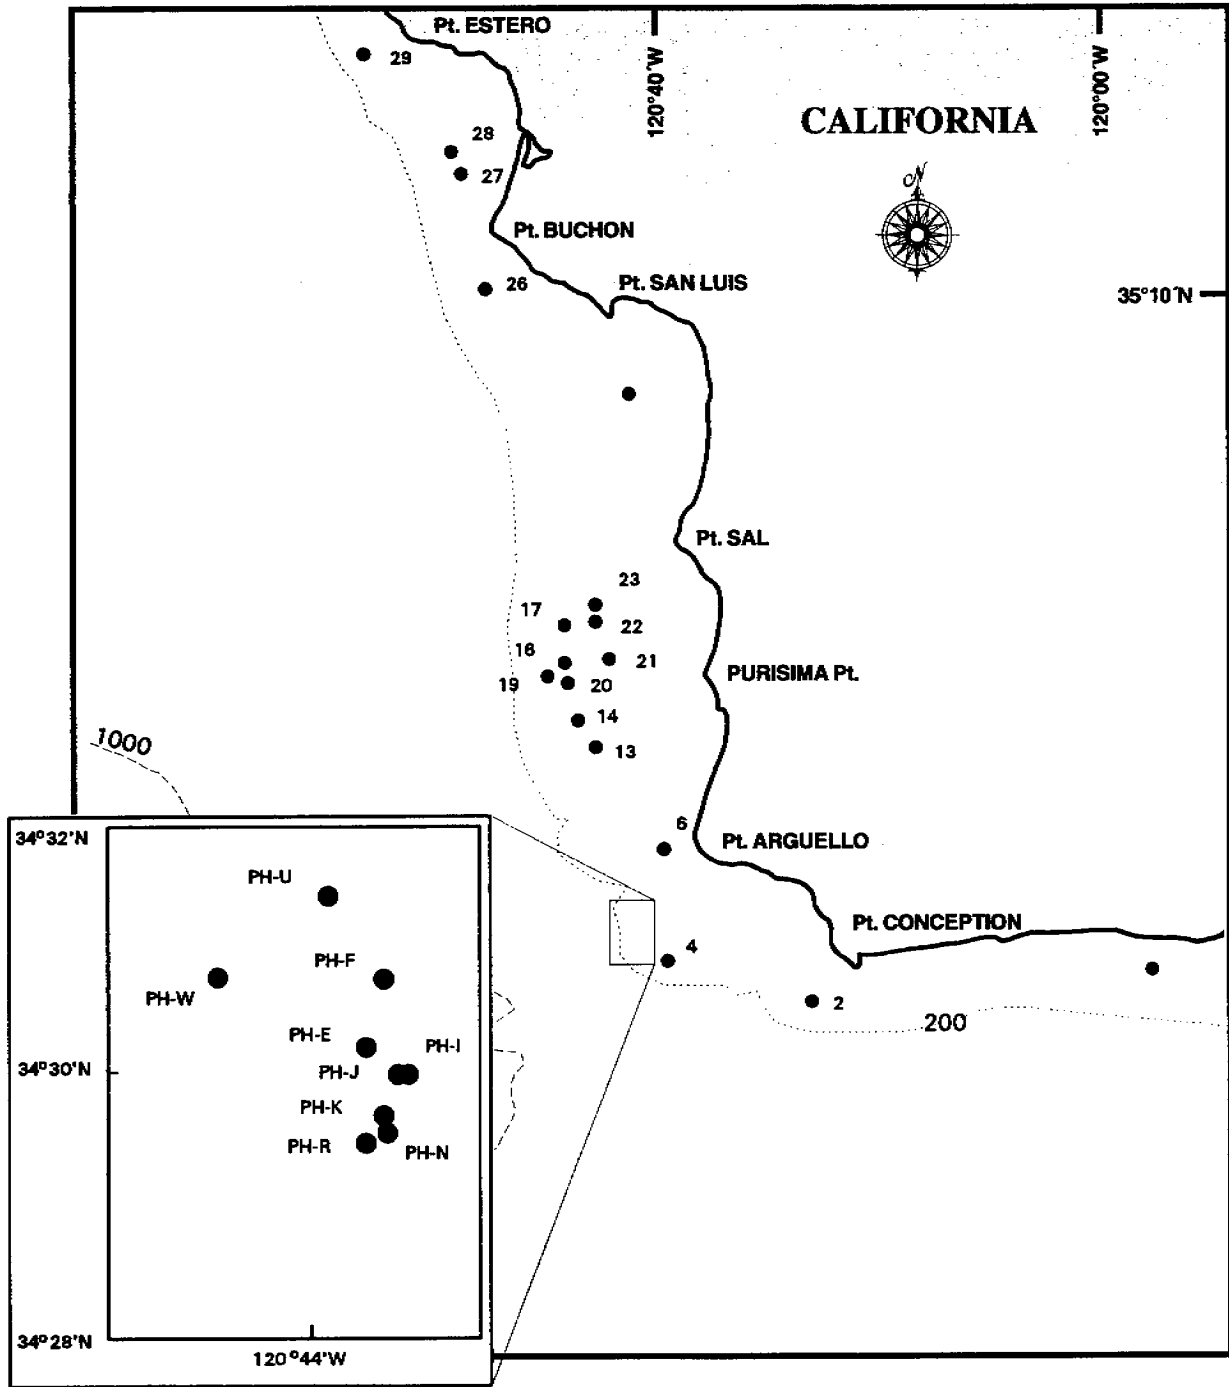 Pt. ESTERO
29
120°40'W
120°00'W
CALIFORNIA
N
28
27
Pt. BUCHON
26
Pt. SAN LUIS
35°10'N
Pt. SAL
23
17
22
18
21
PURISIMA Pt.
19
20
14
13
1000
6
Pt. ARGUELLO
34°32'N
PH-U
Pt. CONCEPTION
4
PH-F
PH-W
2
200
PH-E
PH-I
34°30'N
PH-J
PH-K
PH-R
PH-N
34°28'N
120°44'W